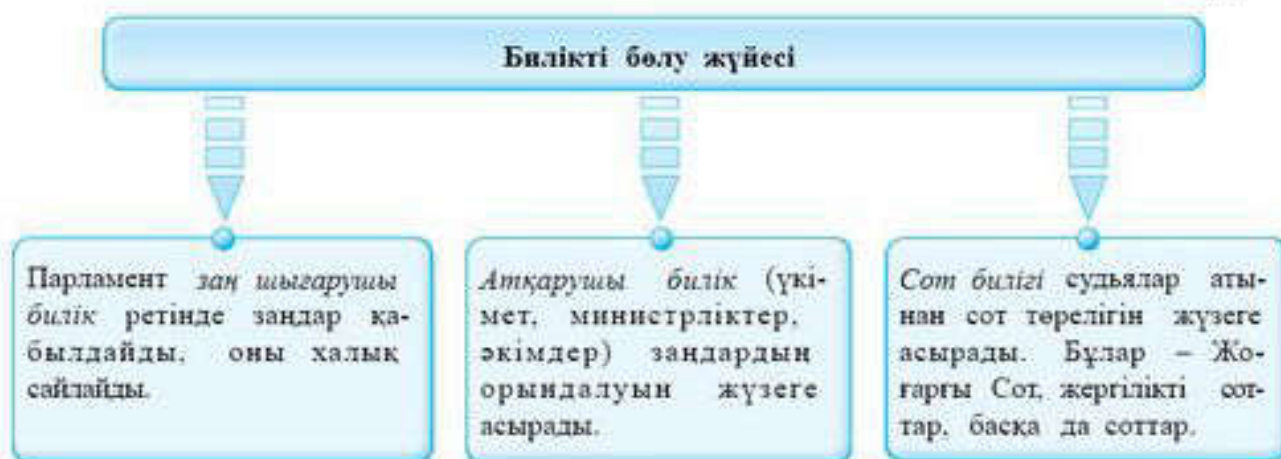 Билікті бөлу жүйесі
Парламент заң шығарушы
билік ретінде заңдар қа-
былдайды, оны халық
сайлайды.
Атқарушы билік (үкі-
мет, министрліктер,
әкімдер) заңдардың
орындалуын жүзеге
асырады.
Сот билігі судьялар аты-
нан сот төрелігін жүзеге
асырады. Бұлар – Жо-
ғарғы Сот, жергілікті сот-
тар, басқа да соттар.